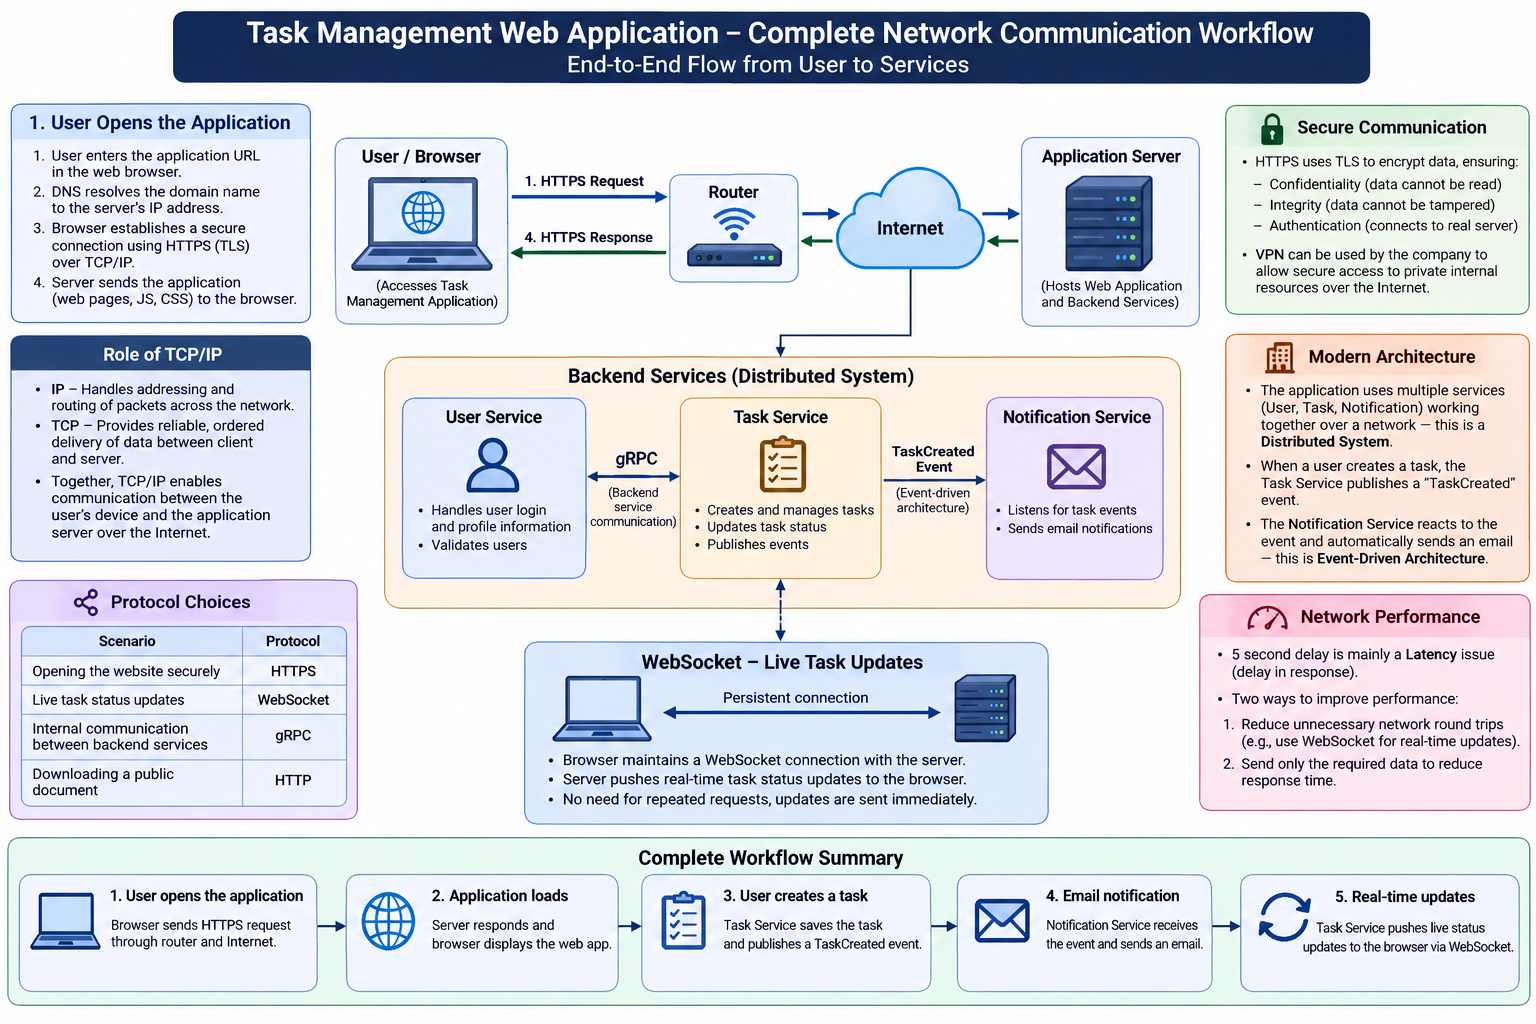 Task Management Web Application – Complete Network Communication Workflow
End-to-End Flow from User to Services
1. User Opens the Application
1. User enters the application URL
in the web browser.
2. DNS resolves the domain name
to the server's IP address.
3. Browser establishes a secure
connection using HTTPS (TLS)
over TCP/IP.
4. Server sends the application
(web pages, JS, CSS) to the browser.
User / Browser
(Accesses Task
Management Application)
1. HTTPS Request
4. HTTPS Response
Router
Internet
Application Server
(Hosts Web Application
and Backend Services)
Secure Communication
• HTTPS uses TLS to encrypt data, ensuring:
– Confidentiality (data cannot be read)
– Integrity (data cannot be tampered)
– Authentication (connects to real server)
• VPN can be used by the company to
allow secure access to private internal
resources over the Internet.
Role of TCP/IP
• IP – Handles addressing and
routing of packets across the network.
• TCP – Provides reliable, ordered
delivery of data between client
and server.
• Together, TCP/IP enables
communication between the
user's device and the application
server over the Internet.
Backend Services (Distributed System)
User Service
• Handles user login
and profile information
• Validates users
gRPC
(Backend
service
communication)
Task Service
• Creates and manages tasks
• Updates task status
• Publishes events
TaskCreated
Event
(Event-driven
architecture)
Notification Service
• Listens for task events
• Sends email notifications
Modern Architecture
• The application uses multiple services
(User, Task, Notification) working
together over a network — this is a
Distributed System.
• When a user creates a task, the
Task Service publishes a “TaskCreated”
event.
• The Notification Service reacts to the
event and automatically sends an email
— this is Event-Driven Architecture.
Protocol Choices
Scenario Protocol
Opening the website securely HTTPS
Live task status updates WebSocket
Internal communication
between backend services gRPC
Downloading a public
document HTTP
WebSocket – Live Task Updates
Persistent connection
• Browser maintains a WebSocket connection with the server.
• Server pushes real-time task status updates to the browser.
• No need for repeated requests, updates are sent immediately.
Network Performance
• 5 second delay is mainly a Latency issue
(delay in response).
• Two ways to improve performance:
1. Reduce unnecessary network round trips
(e.g., use WebSocket for real-time updates).
2. Send only the required data to reduce
response time.
Complete Workflow Summary
1. User opens the application
Browser sends HTTPS request
through router and Internet.
2. Application loads
Server responds and
browser displays the web app.
3. User creates a task
Task Service saves the task
and publishes a TaskCreated event.
4. Email notification
Notification Service receives
the event and sends an email.
5. Real-time updates
Task Service pushes live status
updates to the browser via WebSocket.